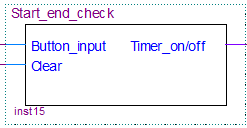 Start_end_check
Button_input Timer_on/off
Clear
inst15